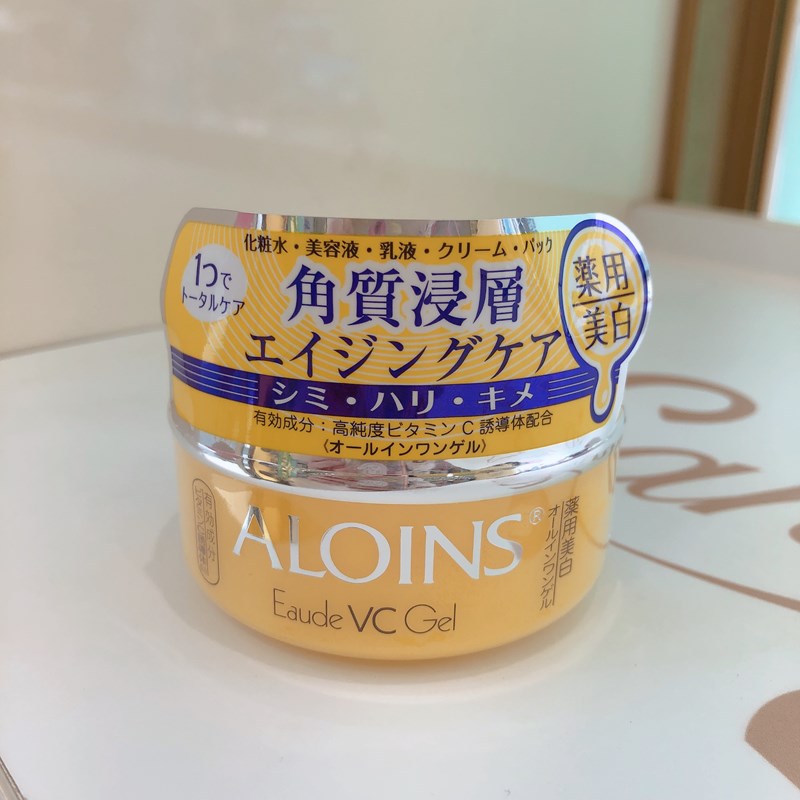 化粧水・美容液・乳液・クリーム・パック
1つで
トータルケア
角質浸層
エイジングケア
シミ・ハリ・キメ
有効成分：高純度ビタミンC誘導体配合
〈オールインワンゲル〉
薬用
美白
ALOINS®
Eaude VC Gel
有効成分
薬用美白
オールインワンゲル